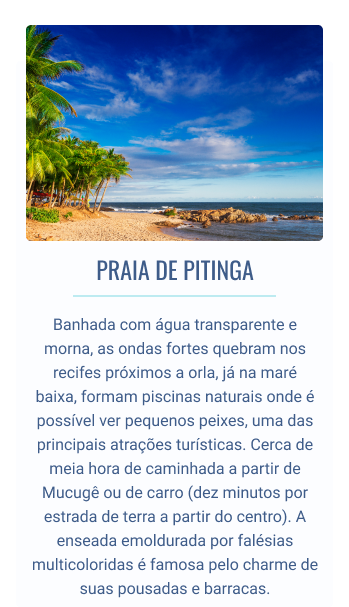 PRAIA DE PITINGA
Banhada com água transparente e
morna, as ondas fortes quebram nos
recifes próximos a orla, já na maré
baixa, formam piscinas naturais onde é
possível ver pequenos peixes, uma das
principais atrações turísticas. Cerca de
meia hora de caminhada a partir de
Mucugê ou de carro (dez minutos por
estrada de terra a partir do centro). A
enseada emoldurada por falésias
multicoloridas é famosa pelo charme de
suas pousadas e barracas.